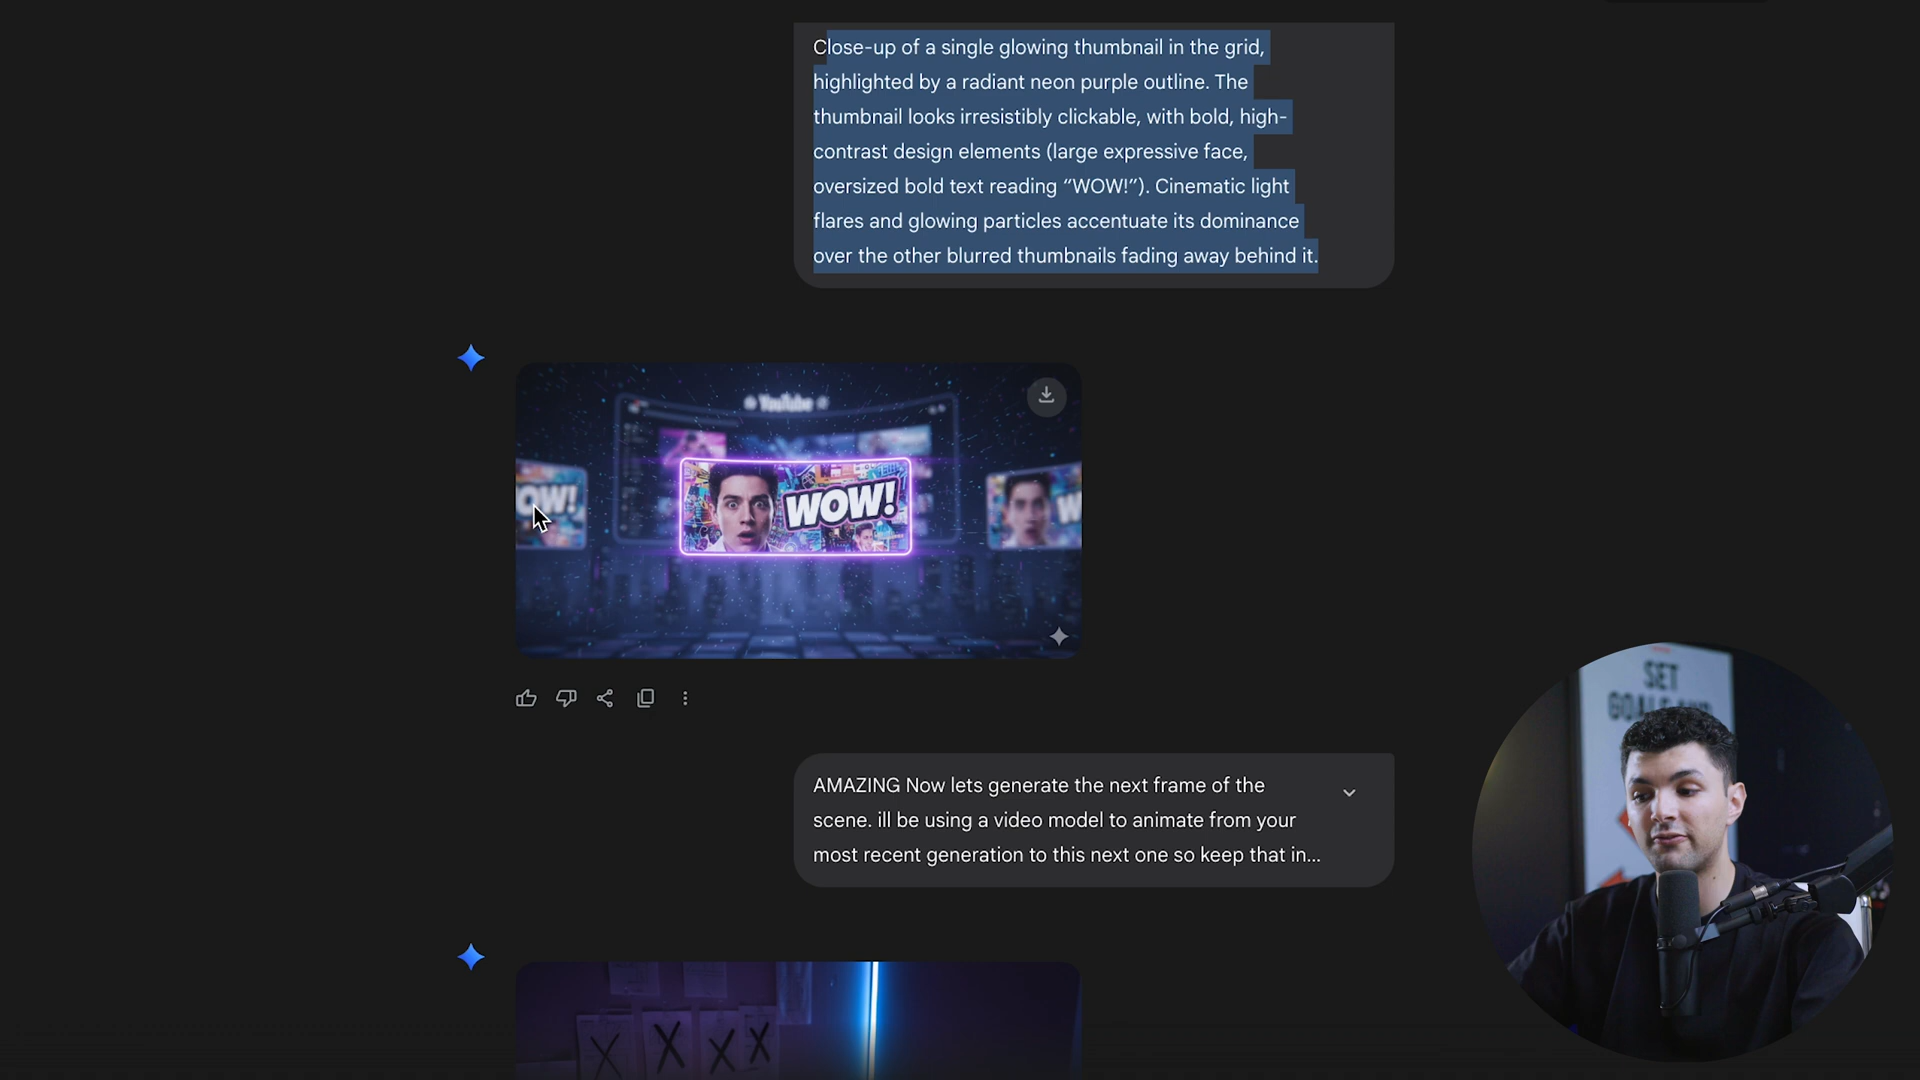 Close-up of a single glowing thumbnail in the grid,
highlighted by a radiant neon purple outline. The
thumbnail looks irresistibly clickable, with bold, high-
contrast design elements (large expressive face,
oversized bold text reading “WOW!”). Cinematic light
flares and glowing particles accentuate its dominance
over the other blurred thumbnails fading away behind it.
YouTube
OW!
WOW!
W
AMAZING Now lets generate the next frame of the
scene. ill be using a video model to animate from your
most recent generation to this next one so keep that in...
SET
GOALS AND
X X X X